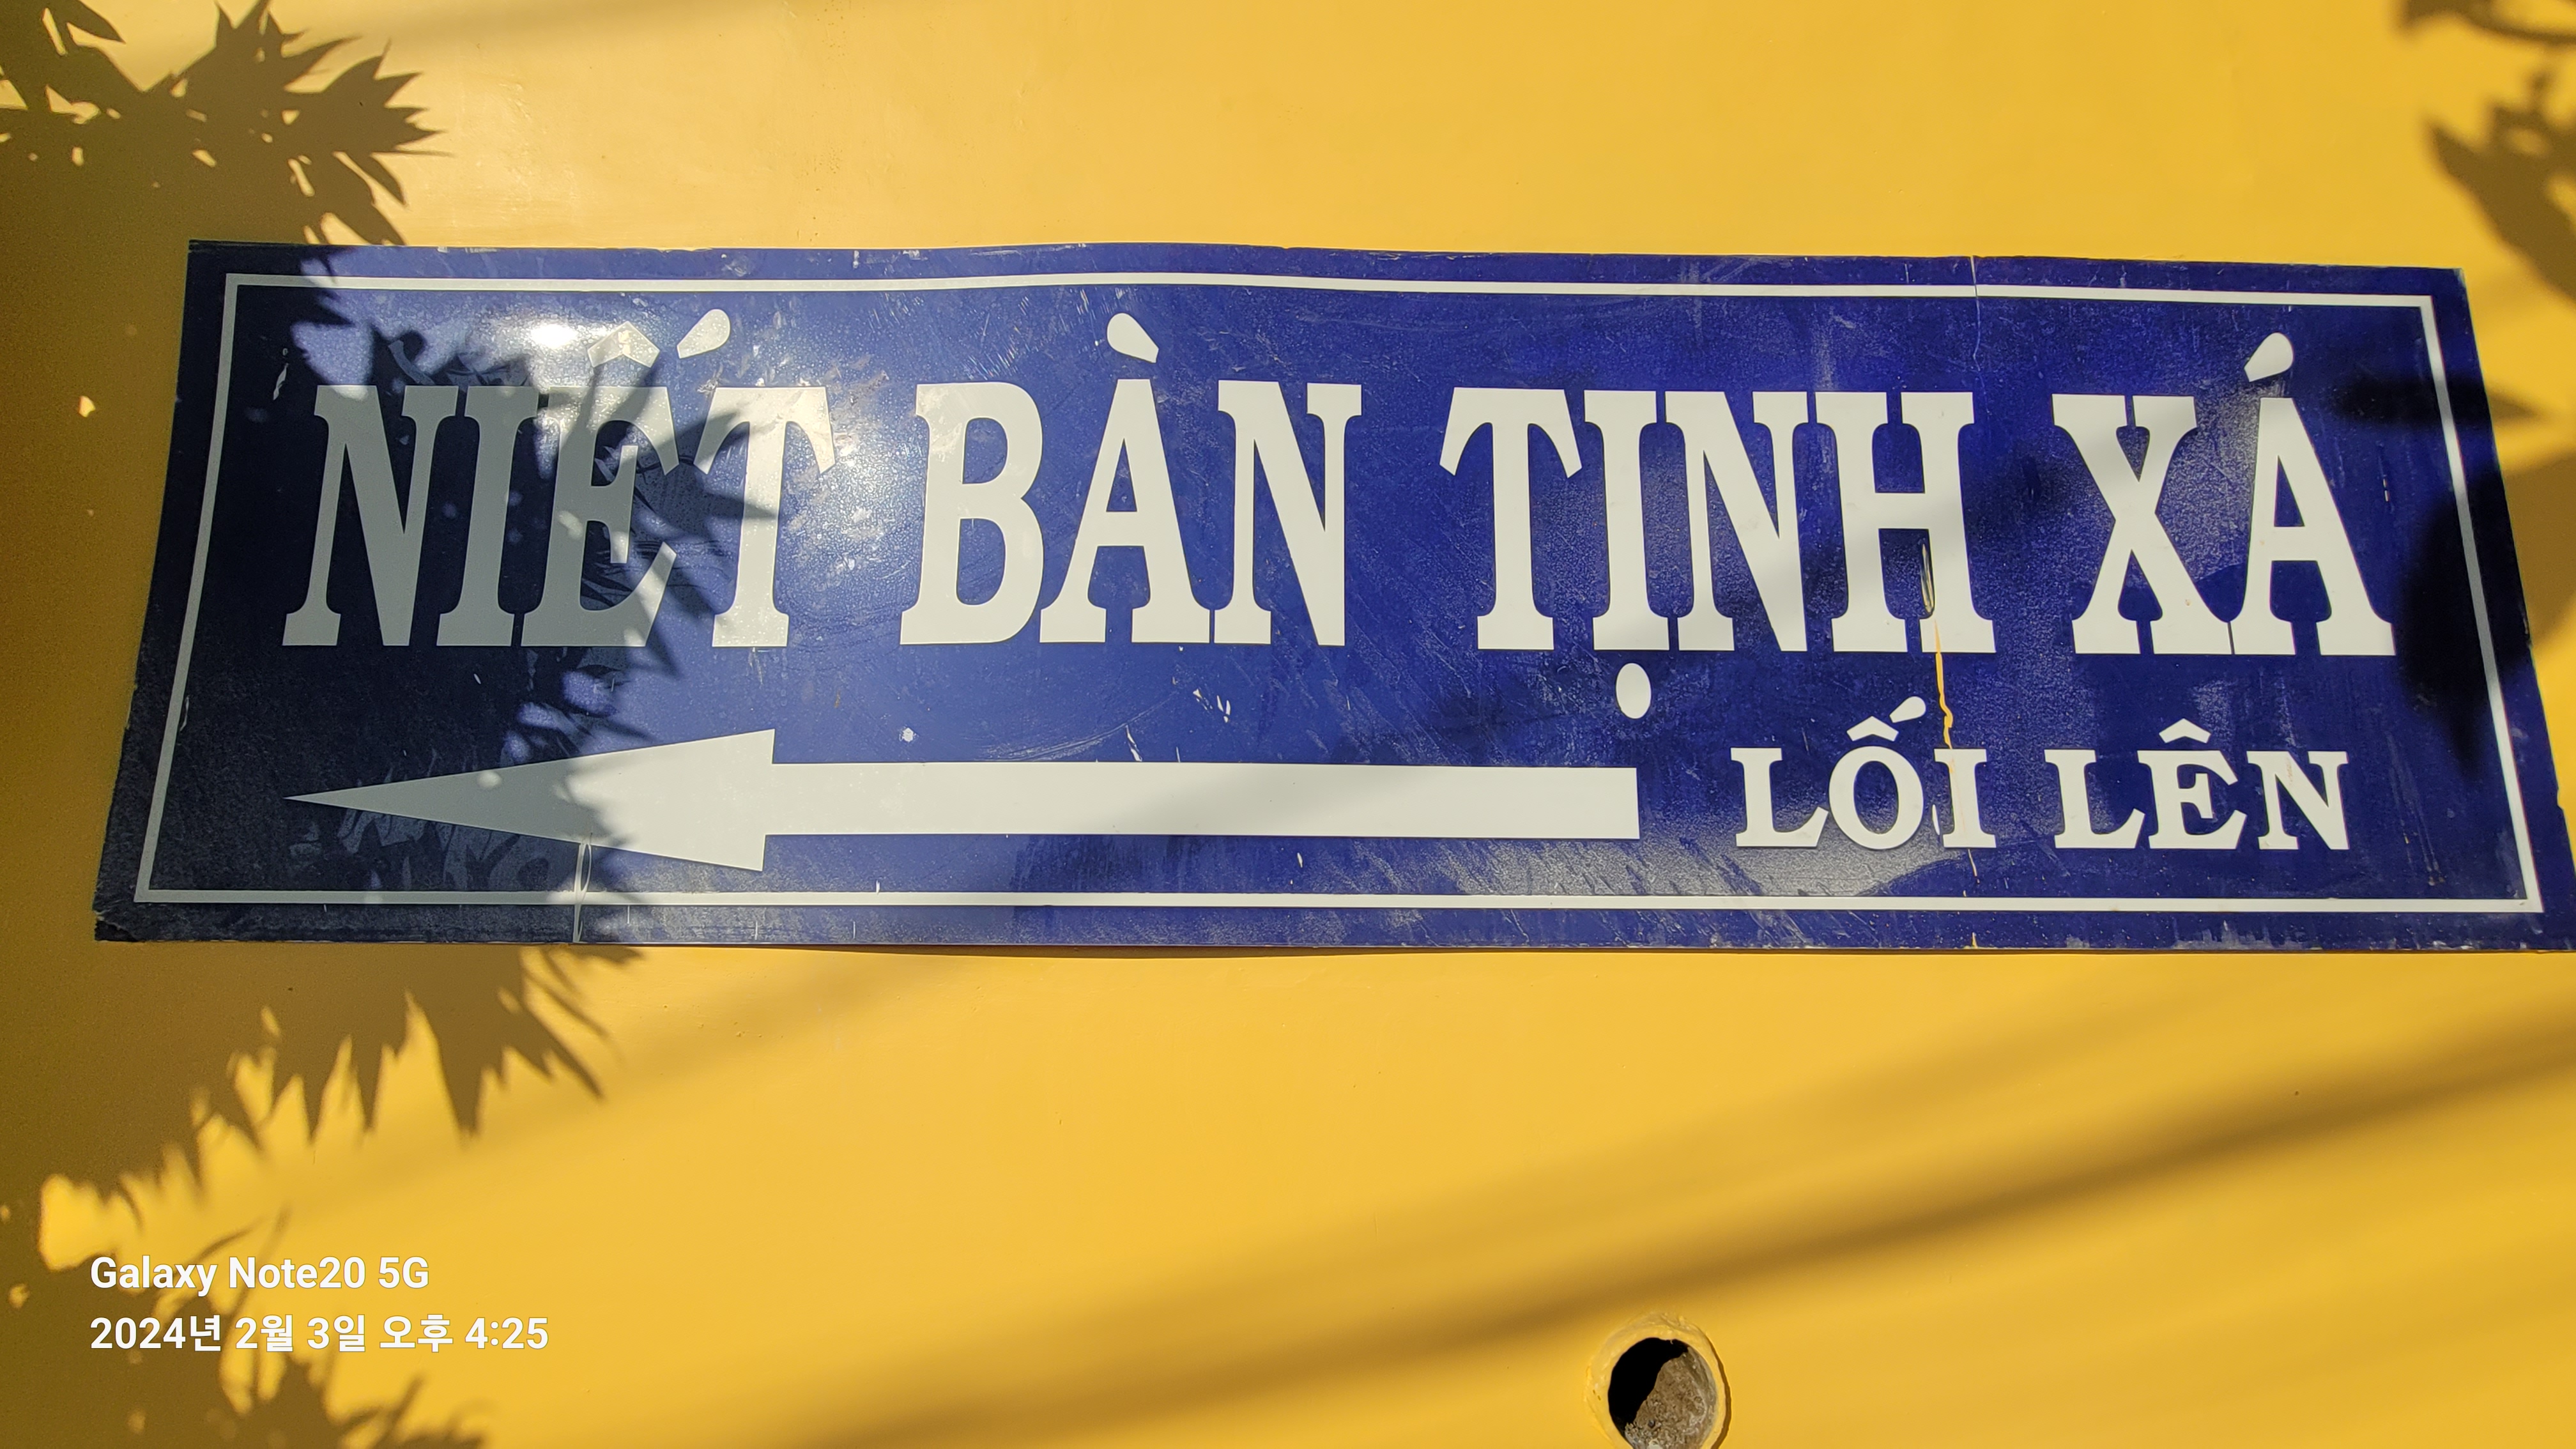 NIẾT BÀN TỊNH XÁ
LỐI LÊN
Galaxy Note20 5G
2024년 2월 3일 오후 4:25